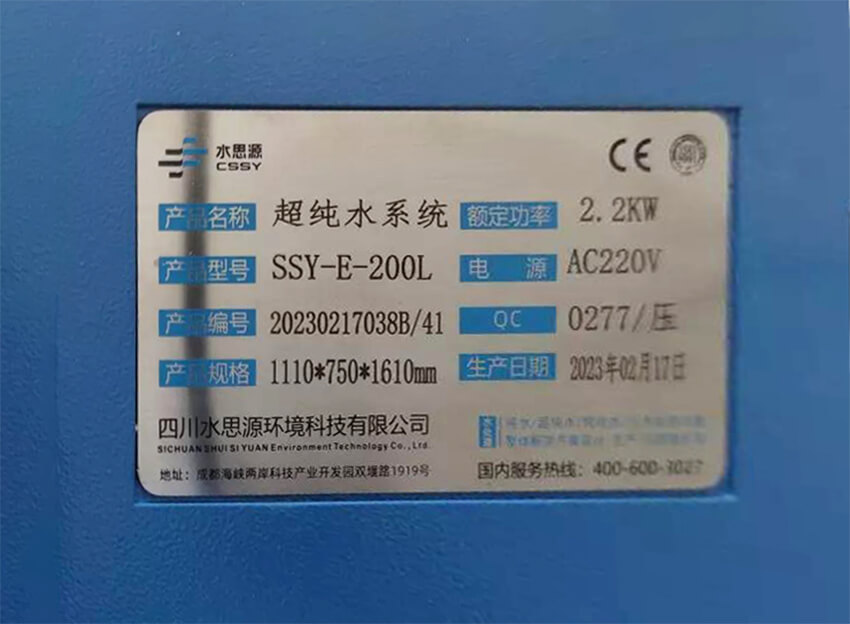 水思源
CSSY
CE
产品名称 超纯水系统 额定功率 2.2KW
产品型号 SSY-E-200L 电 源 AC220V
产品编号 20230217038B/41 QC 0277/压
产品规格 1110*750*1610mm 生产日期 2023年02月17日
四川水思源环境科技有限公司
SICHUAN SHUI SI YUAN Environment Technology Co., Ltd.
纯水/超纯水
地址：成都海峡两岸科技产业开发园双堰路1919号 国内服务热线：400-600-